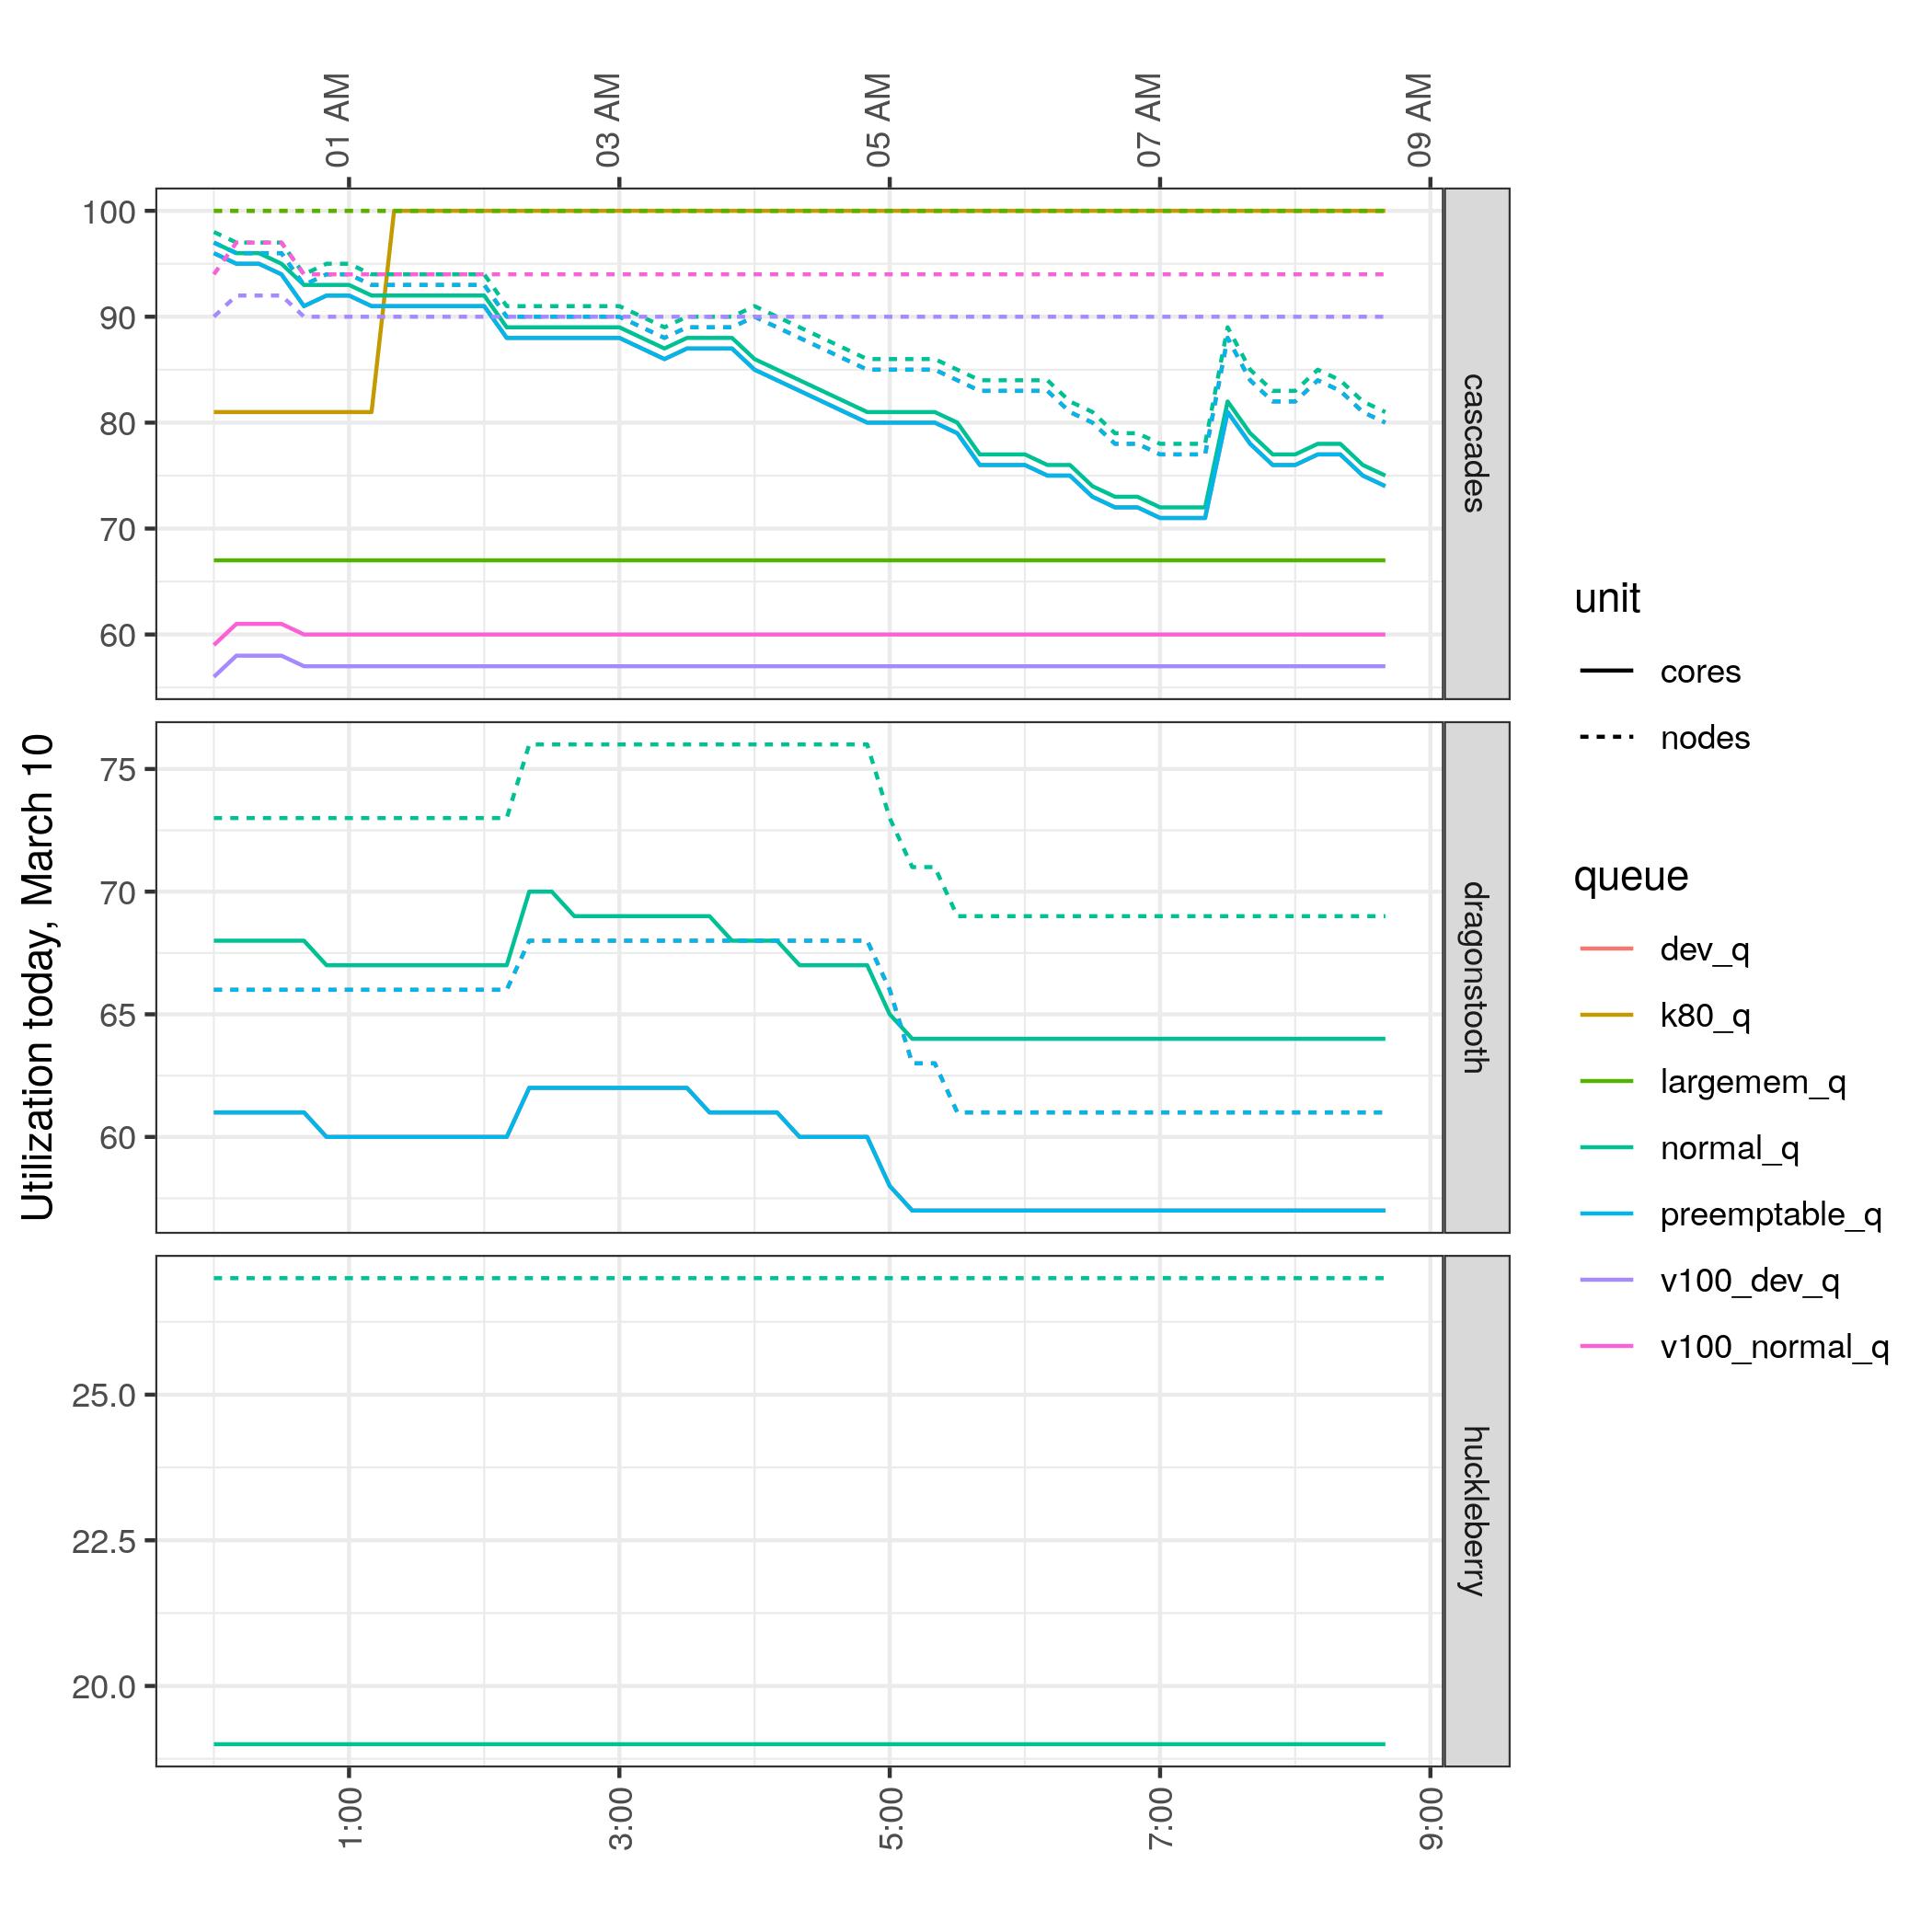 01 AM
03 AM
05 AM
07 AM
09 AM
Utilization today, March 10
100
90
80
70
60
cascades
75
70
65
60
dragonstooth
25.0
22.5
20.0
huckleberry
1:00
3:00
5:00
7:00
9:00
unit
cores
nodes
queue
dev_q
k80_q
largemem_q
normal_q
preemptable_q
v100_dev_q
v100_normal_q